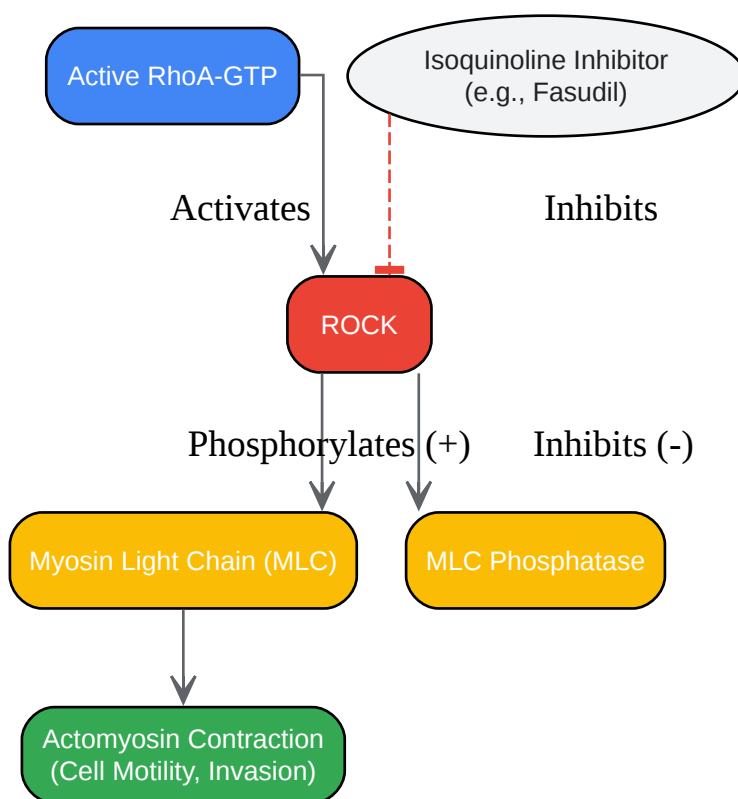 Active RhoA-GTP
Isoquinoline Inhibitor
(e.g., Fasudil)
Activates
Inhibits
ROCK
Phosphorylates (+)
Inhibits (-)
Myosin Light Chain (MLC)
MLC Phosphatase
Actomyosin Contraction
(Cell Motility, Invasion)